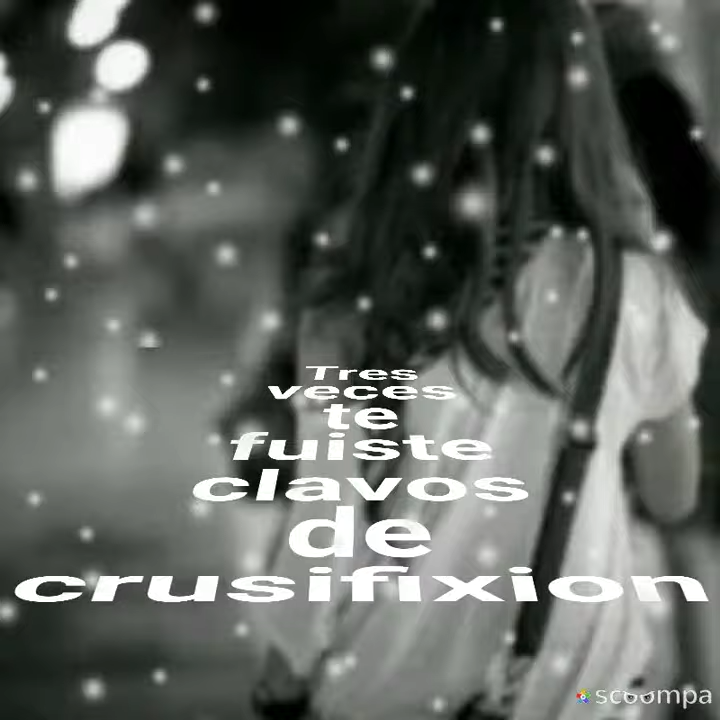 Tres
veces
te
fuiste
clavos
de
crusifixion
scoompa